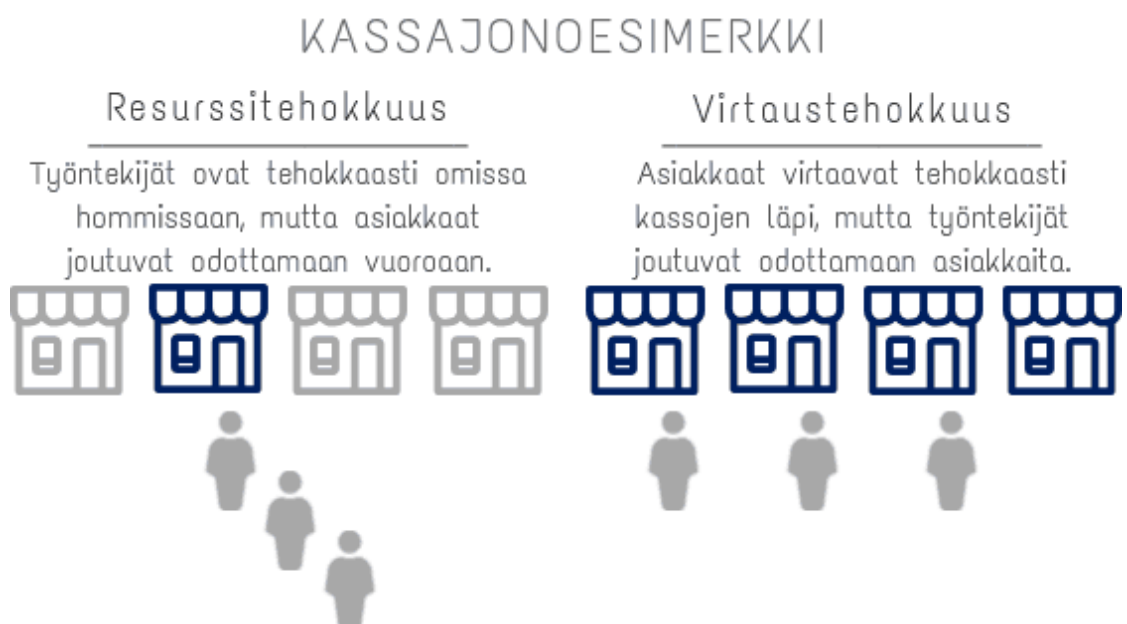 KASSAJONOESIMERKKI
Resurssitehokkuus
Työntekijät ovat tehokkaasti omissa
hommissaan, mutta asiakkaat
joutuvat odottamaan vuoroaan.
Virtaustehokkuus
Asiakkaat virtaavat tehokkaasti
kassojen läpi, mutta työntekijät
joutuvat odottamaan asiakkaita.